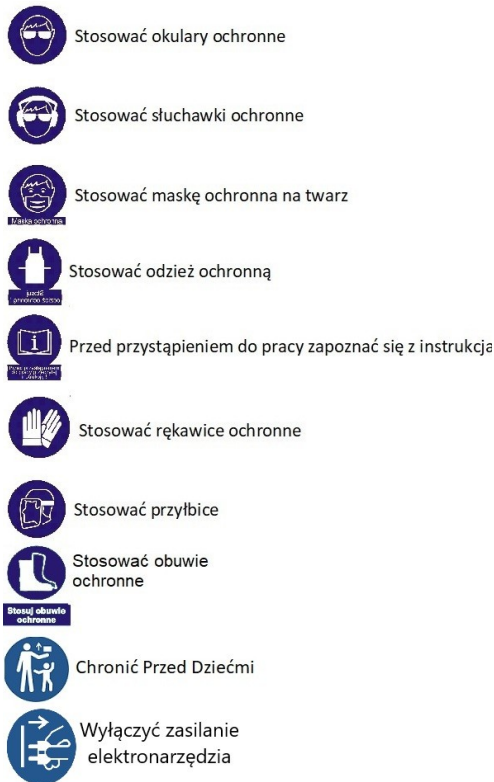 Stosować okulary ochronne
Stosować słuchawki ochronne
Stosować maskę ochronna na twarz
Maska ochronna
Stosować odzież ochronną
Przed przystąpieniem do pracy zapoznać się z instrukcja
i
Stosować rękawice ochronne
Stosować przyłbice
Stosować obuwie
ochronne
Stosuj obuwie
ochronne
Chronić Przed Dziećmi
Wyłączyć zasilanie
elektronarzędzia